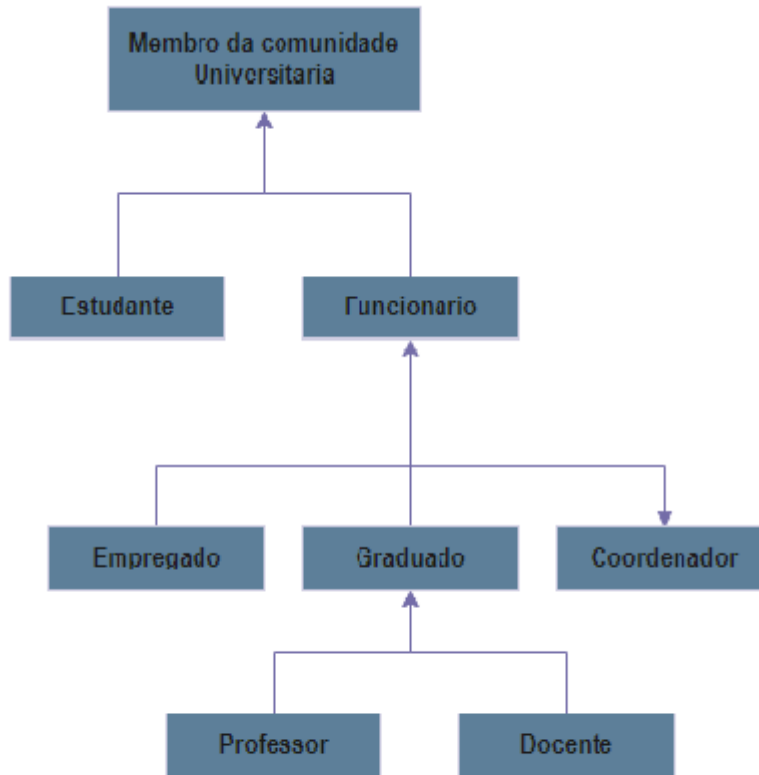 Membro da comunidade
Universitaria
Estudante
Funcionario
Empregado
Graduado
Coordenador
Professor
Docente